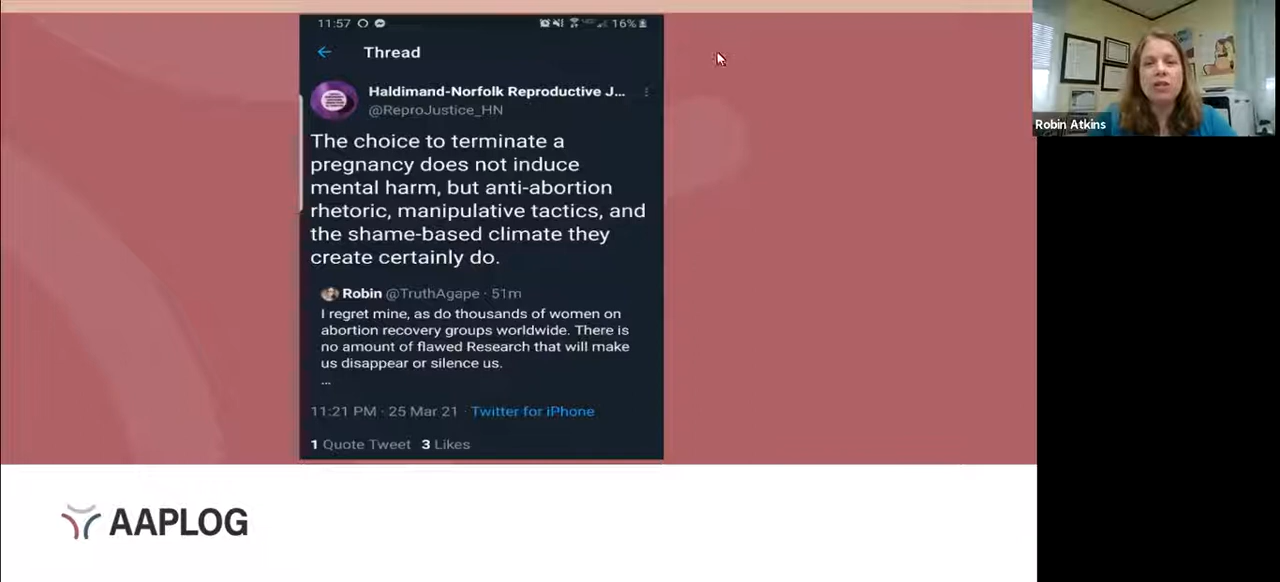 11:57 16%
Thread
Haldimand-Norfolk Reproductive J...
@ReproJustice_HN
The choice to terminate a
pregnancy does not induce
mental harm, but anti-abortion
rhetoric, manipulative tactics, and
the shame-based climate they
create certainly do.
Robin @TruthAgape · 51m
I regret mine, as do thousands of women on
abortion recovery groups worldwide. There is
no amount of flawed Research that will make
us disappear or silence us.
...
11:21 PM · 25 Mar 21 · Twitter for iPhone
1 Quote Tweet 3 Likes
Robin Atkins
AAPLOG